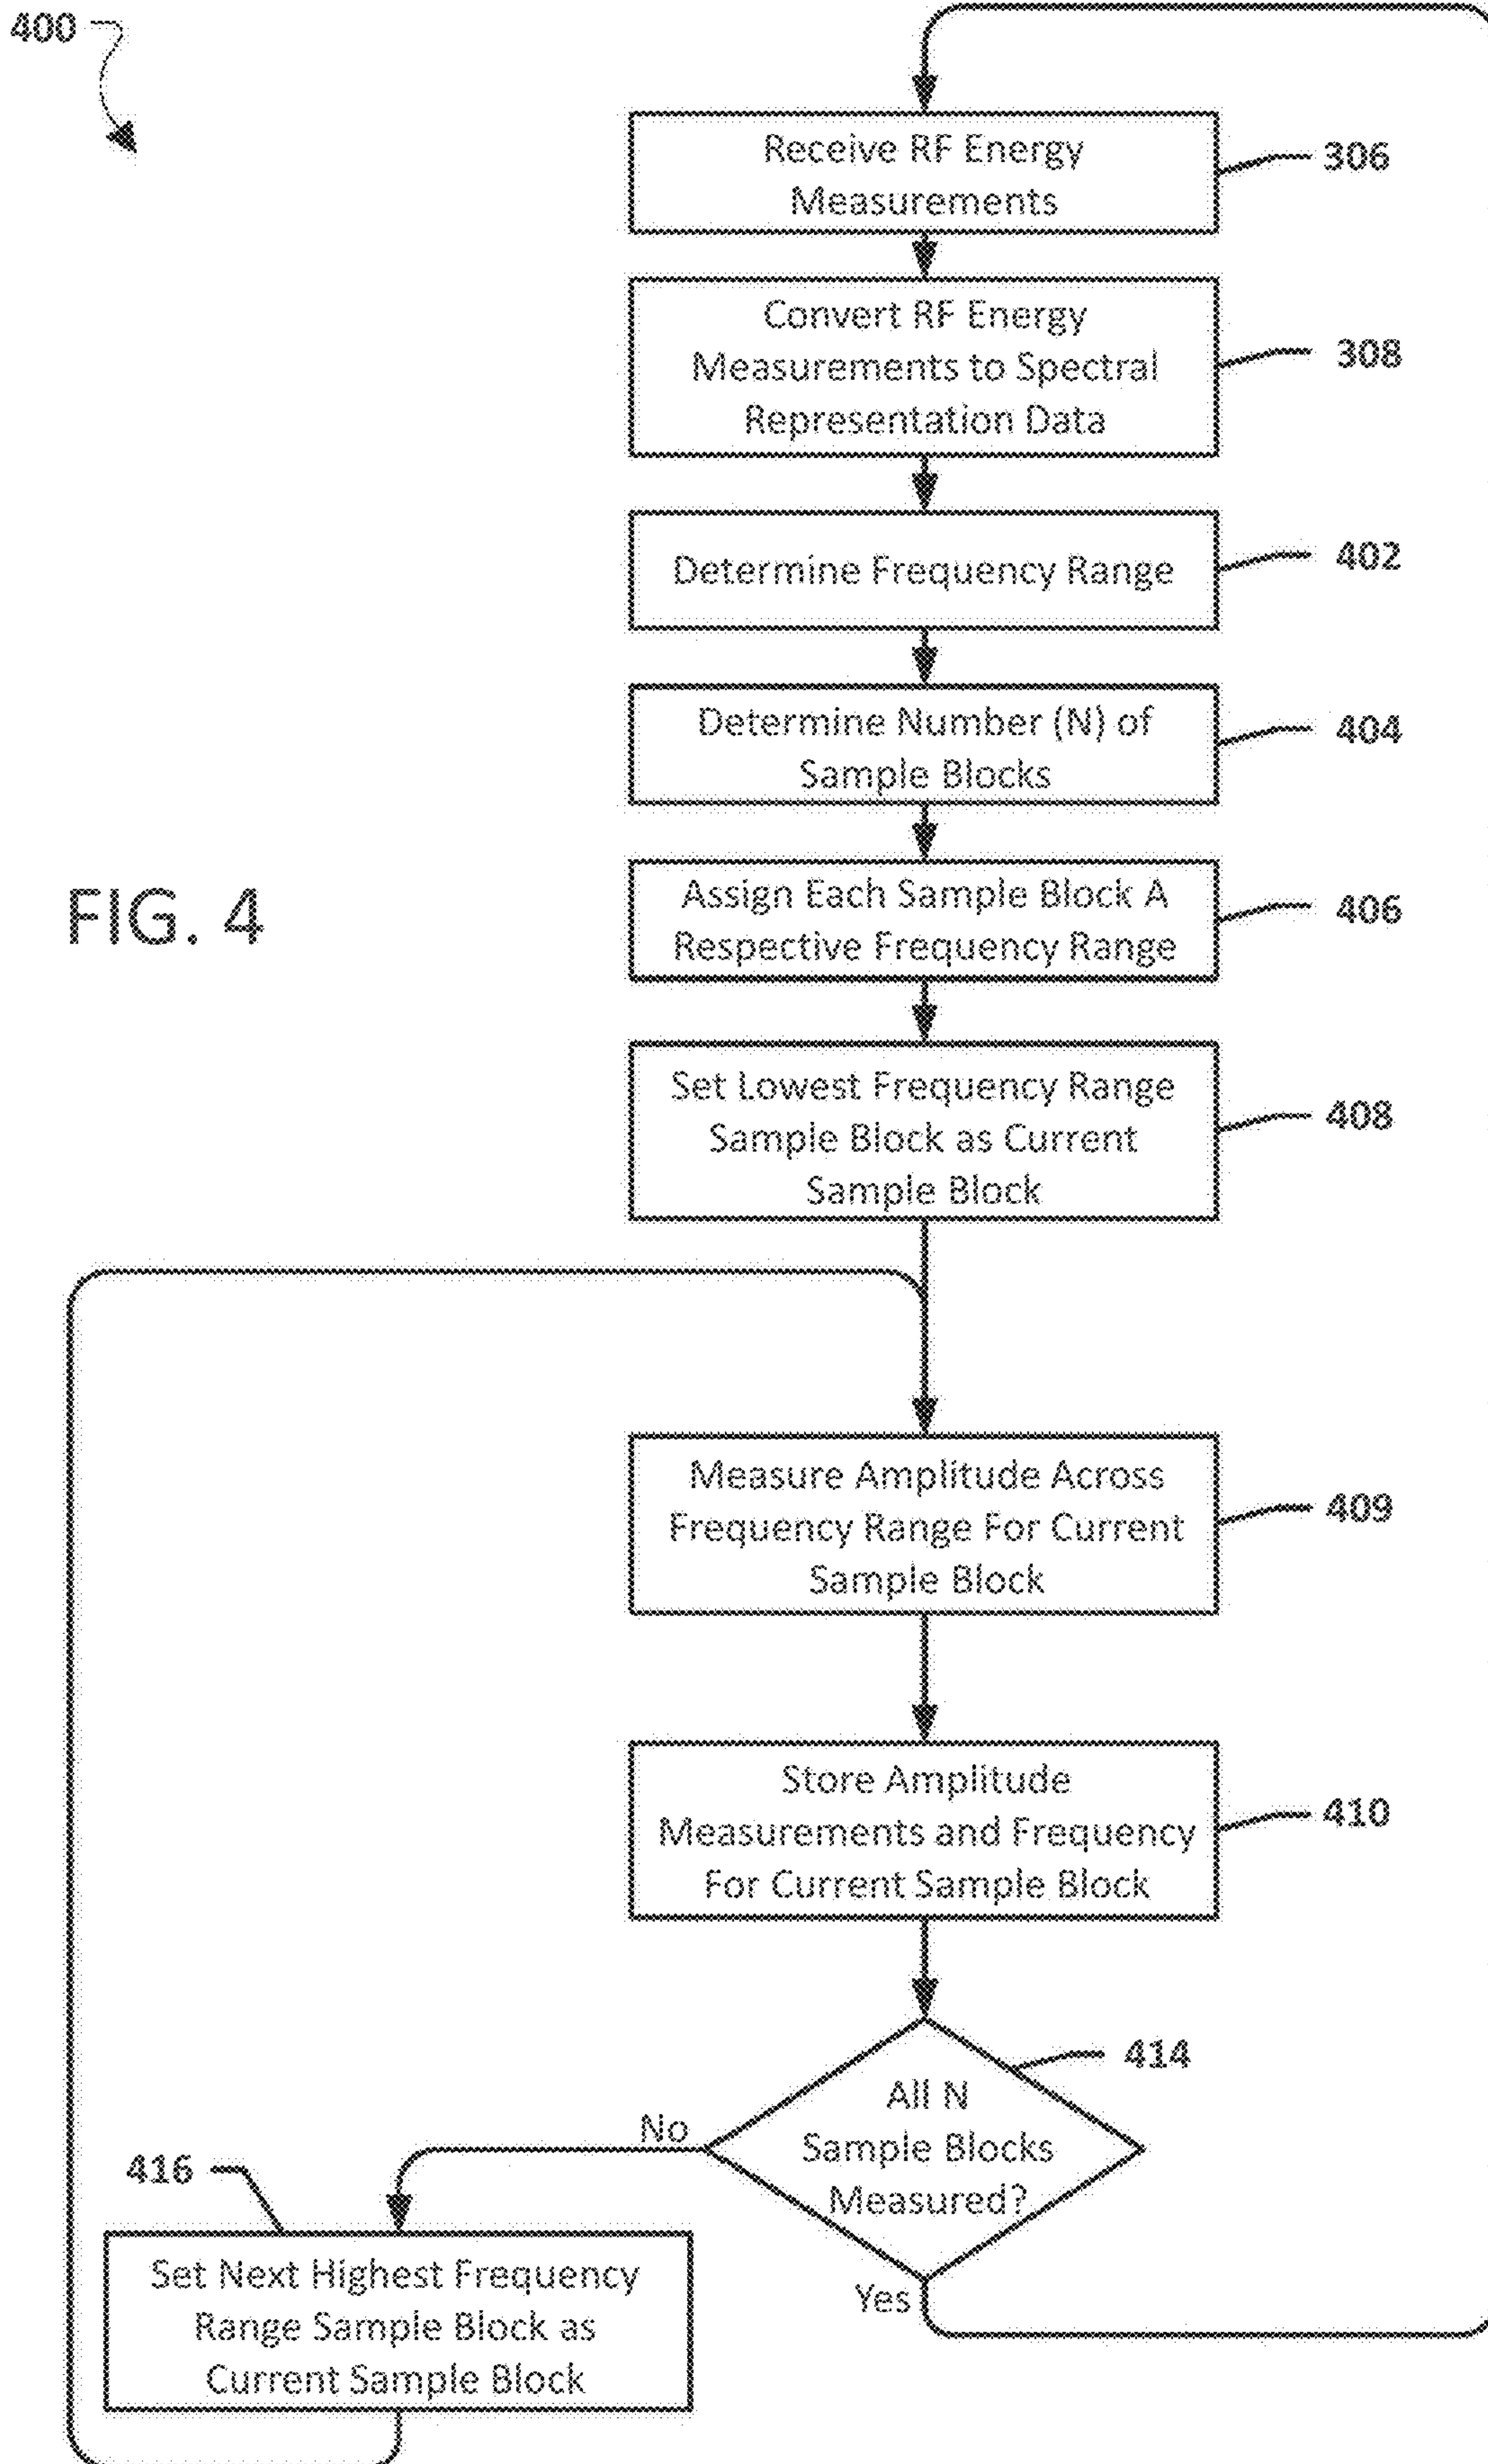 400
Receive RF Energy
Measurements
306
Convert RF Energy
Measurements to Spectral
Representation Data
308
Determine Frequency Range
402
Determine Number (N) of
Sample Blocks
404
FIG. 4
Assign Each Sample Block A
Respective Frequency Range
406
Set Lowest Frequency Range
Sample Block as Current
Sample Block
408
Measure Amplitude Across
Frequency Range For Current
Sample Block
409
Store Amplitude
Measurements and Frequency
For Current Sample Block
410
All N
Sample Blocks
Measured?
414
No
416
Set Next Highest Frequency
Range Sample Block as
Current Sample Block
Yes